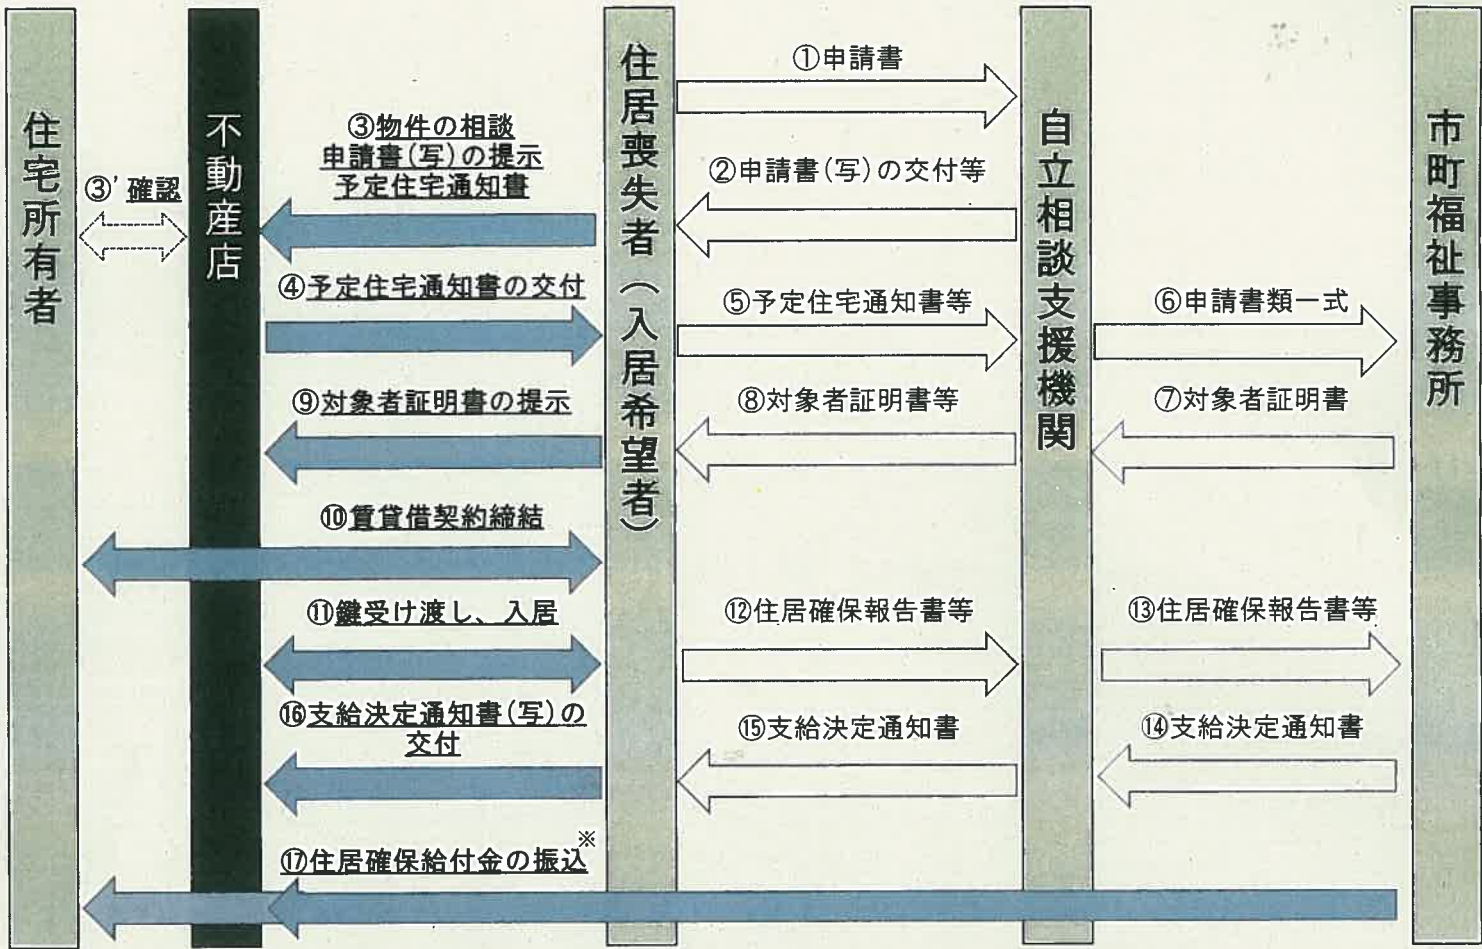 住宅所有者
不動産店
住居喪失者(入居希望者)
自立相談支援機関
市町福祉事務所
①申請書
②申請書(写)の交付等
③物件の相談
申請書(写)の提示
予定住宅通知書
③’確認
④予定住宅通知書の交付
⑤予定住宅通知書等
⑥申請書類一式
⑦対象者証明書
⑧対象者証明書等
⑨対象者証明書の提示
⑩賃貸借契約締結
⑪鍵受け渡し、入居
⑫住居確保報告書等
⑬住居確保報告書等
⑭支給決定通知書
⑮支給決定通知書
⑯支給決定通知書(写)の
交付
⑰住居確保給付金の振込※